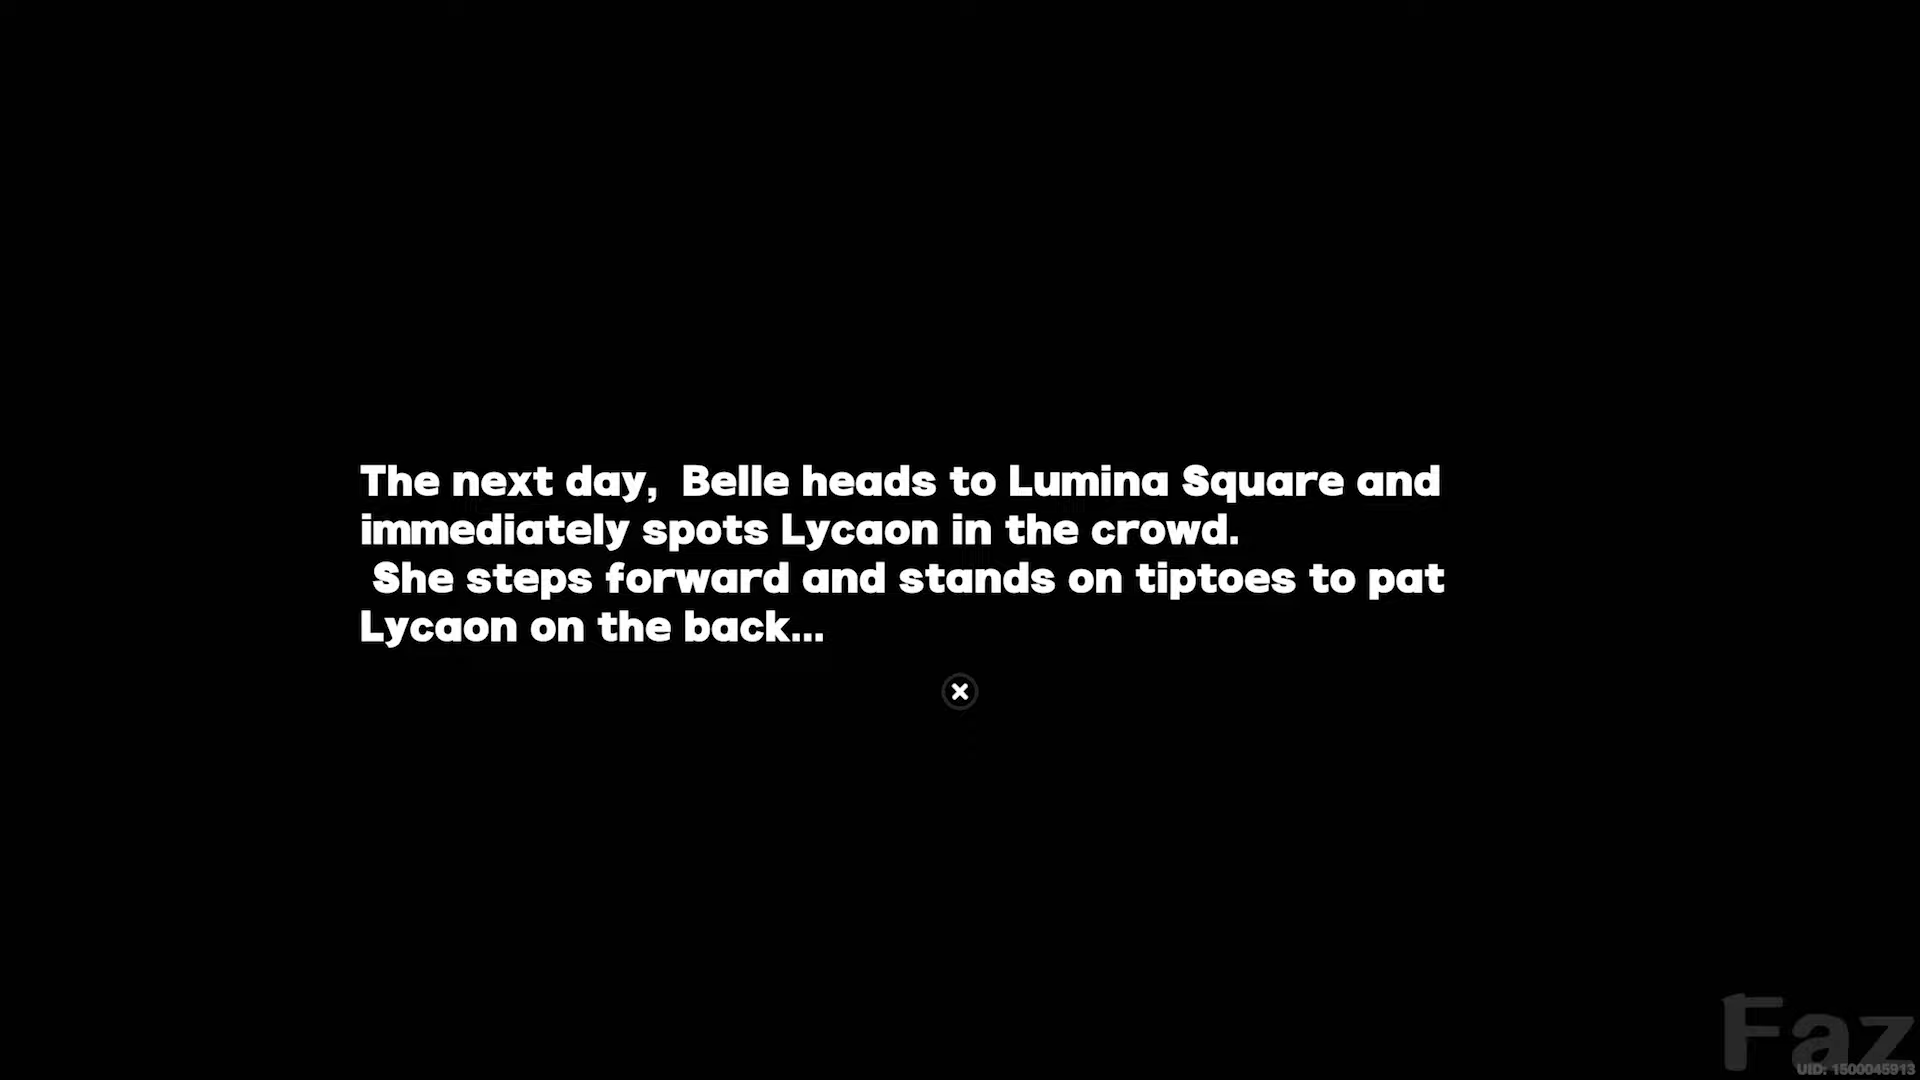 The next day,  Belle heads to Lumina Square and
immediately spots Lycaon in the crowd.
She steps forward and stands on tiptoes to pat
Lycaon on the back...
Faz
UID: 1500045913